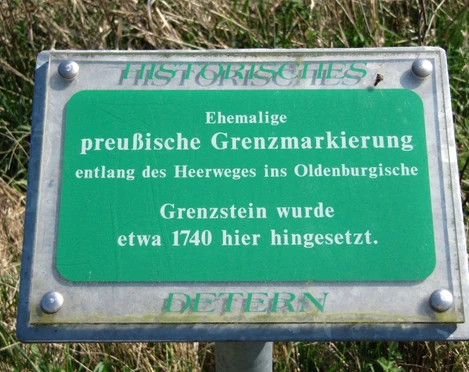 HISTORISCHES
Ehemalige
preußische Grenzmarkierung
entlang des Heerweges ins Oldenburgische
Grenzstein wurde
etwa 1740 hier hingesetzt.
DETERN